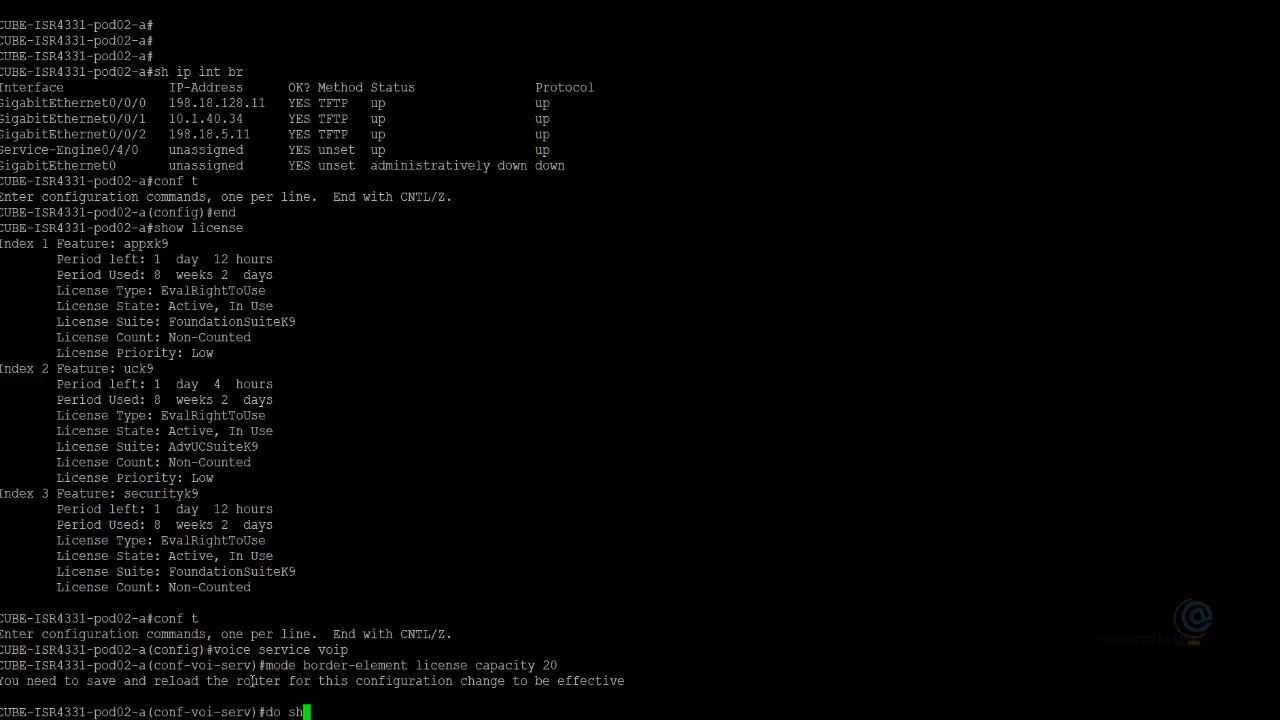 CUBE-ISR4331-pod02-a#
CUBE-ISR4331-pod02-a#
CUBE-ISR4331-pod02-a#
CUBE-ISR4331-pod02-a#sh ip int br
Interface IP-Address OK? Method Status Protocol
GigabitEthernet0/0/0 198.18.128.11 YES TFTP up up
GigabitEthernet0/0/1 10.1.40.34 YES TFTP up up
GigabitEthernet0/0/2 198.18.5.11 YES TFTP up up
Service-Engine0/4/0 unassigned YES unset up up
GigabitEthernet0 unassigned YES unset administratively down down
CUBE-ISR4331-pod02-a#conf t
Enter configuration commands, one per line. End with CNTL/Z.
CUBE-ISR4331-pod02-a(config)#end
CUBE-ISR4331-pod02-a#show license
Index 1 Feature: appxk9
Period left: 1 day 12 hours
Period Used: 8 weeks 2 days
License Type: EvalRightToUse
License State: Active, In Use
License Suite: FoundationSuiteK9
License Count: Non-Counted
License Priority: Low
Index 2 Feature: uck9
Period left: 1 day 4 hours
Period Used: 8 weeks 2 days
License Type: EvalRightToUse
License State: Active, In Use
License Suite: AdvUCSuiteK9
License Count: Non-Counted
License Priority: Low
Index 3 Feature: securityk9
Period left: 1 day 12 hours
Period Used: 8 weeks 2 days
License Type: EvalRightToUse
License State: Active, In Use
License Suite: FoundationSuiteK9
License Count: Non-Counted
CUBE-ISR4331-pod02-a#conf t
Enter configuration commands, one per line. End with CNTL/Z.
CUBE-ISR4331-pod02-a(config)#voice service voip
CUBE-ISR4331-pod02-a(conf-voi-serv)#mode border-element license capacity 20
You need to save and reload the router for this configuration change to be effective
CUBE-ISR4331-pod02-a(conf-voi-serv)#do sh